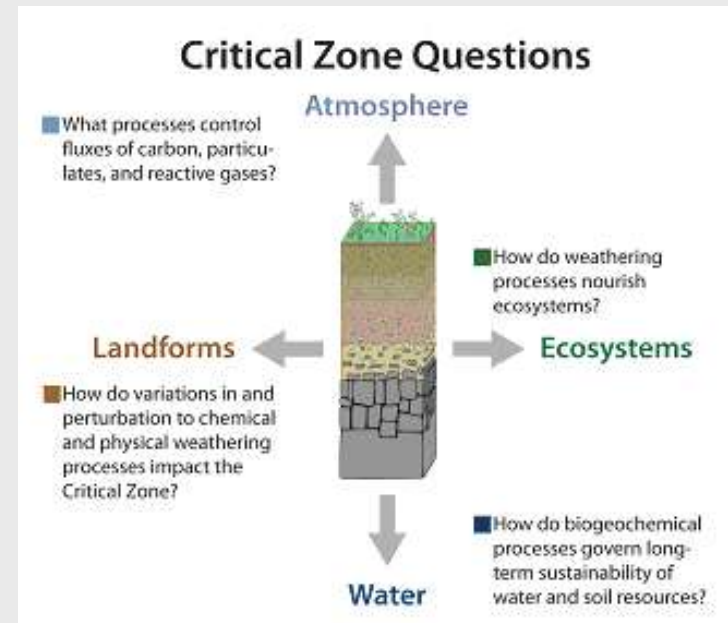 Critical Zone Questions
Atmosphere
What processes control
fluxes of carbon, particu-
lates, and reactive gases?
How do weathering
processes nourish
ecosystems?
Landforms
Ecosystems
How do variations in and
perturbation to chemical
and physical weathering
processes impact the
Critical Zone?
How do biogeochemical
processes govern long-
term sustainability of
water and soil resources?
Water